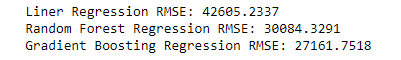 Liner Regression RMSE: 42605.2337
Random Forest Regression RMSE: 30084.3291
Gradient Boosting Regression RMSE: 27161.7518